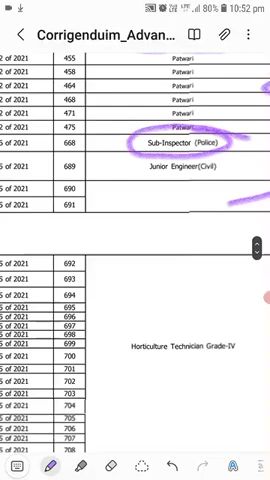 80% 10:52 pm
Corrigenduim_Advan
2 of 2021 455 Patwari
2 of 2021 458 Patwari
2 of 2021 464 Patwari
2 of 2021 468 Patwari
2 of 2021 471 Patwari
2 of 2021 475 Patwari
5 of 2021 668 Sub-Inspector (Police)
5 of 2021 689 Junior Engineer(Civil)
5 of 2021 690
5 of 2021 691
5 of 2021 692
5 of 2021 693
5 of 2021 694
5 of 2021 695
5 of 2021 696
5 of 2021 697
5 of 2021 698
5 of 2021 699
Horticulture Technician Grade-IV
5 of 2021 700
5 of 2021 701
5 of 2021 702
5 of 2021 703
5 of 2021 704
5 of 2021 705
5 of 2021 706
5 of 2021 707
5 of 2021 708